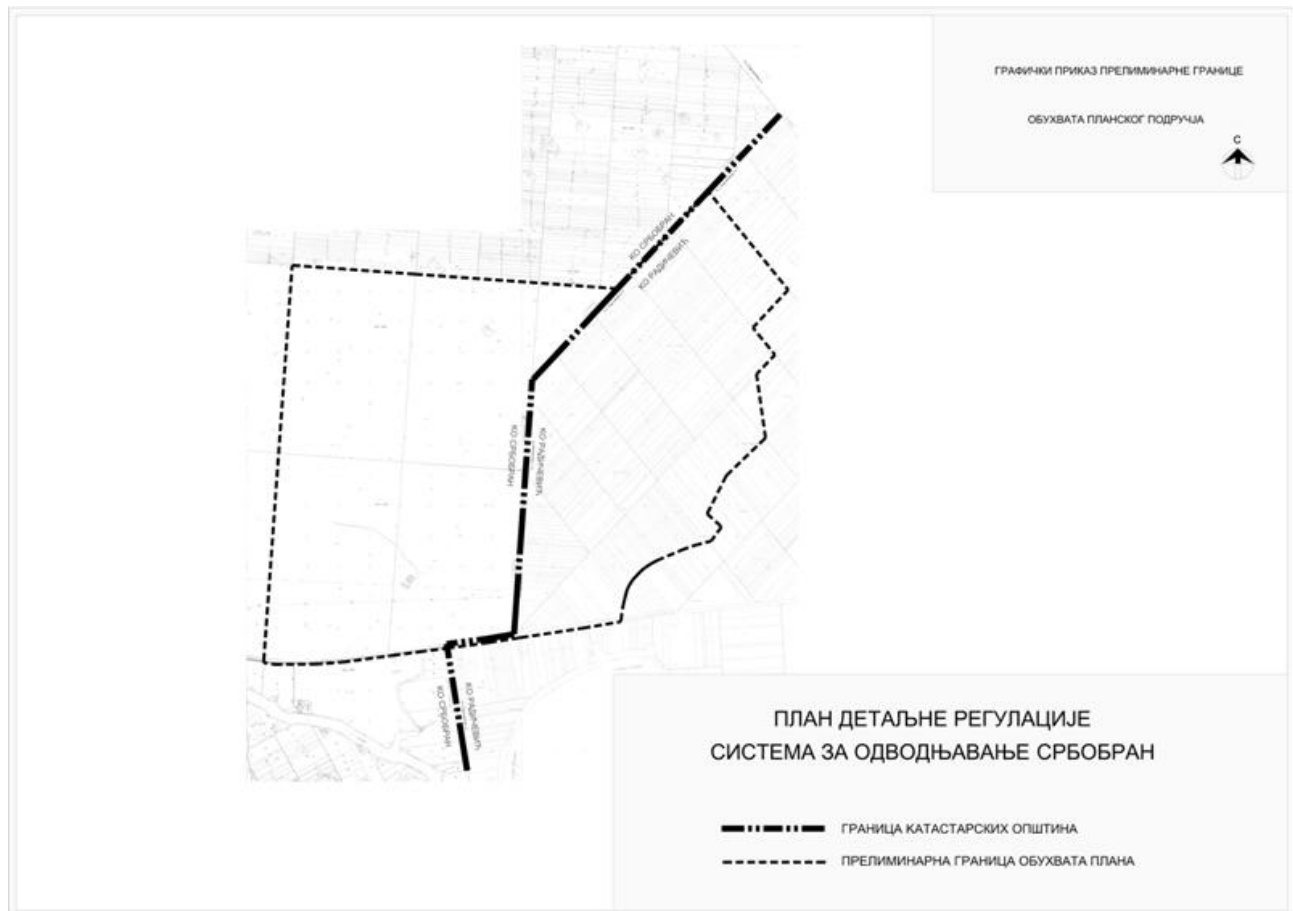 ГРАФИЧКИ ПРИКАЗ ПРЕЛИМИНАРНЕ ГРАНИЦЕ
ОБУХВАТА ПЛАНСКОГ ПОДРУЧЈА
С
КО СРБОБРАН
КО РАДИЧЕВИЋ
КО СРБОБРАН
КО РАДИЧЕВИЋ
КО СРБОБРАН
КО РАДИЧЕВИЋ
ПЛАН ДЕТАЉНЕ РЕГУЛАЦИЈЕ
СИСТЕМА ЗА ОДВОДЊАВАЊЕ СРБОБРАН
ГРАНИЦА КАТАСТАРСКИХ ОПШТИНА
ПРЕЛИМИНАРНА ГРАНИЦА ОБУХВАТА ПЛАНА